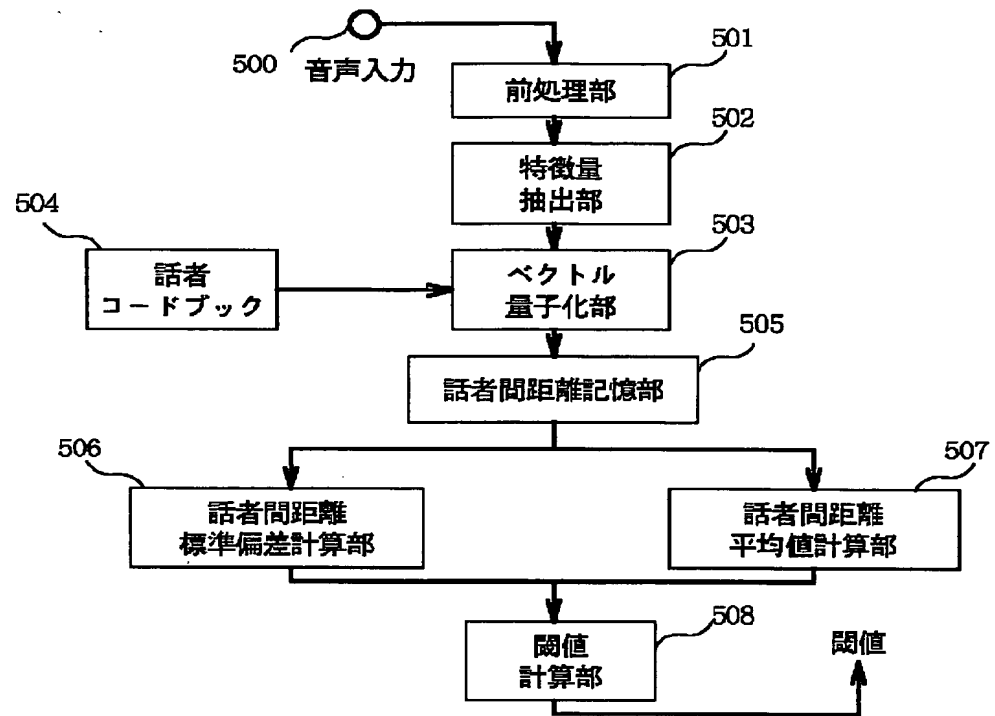 500
音声入力
501
前処理部
502
特徴量
抽出部
504
話者
コードブック
503
ベクトル
量子化部
505
話者間距離記憶部
506
話者間距離
標準偏差計算部
507
話者間距離
平均値計算部
508
閾値
計算部
閾値